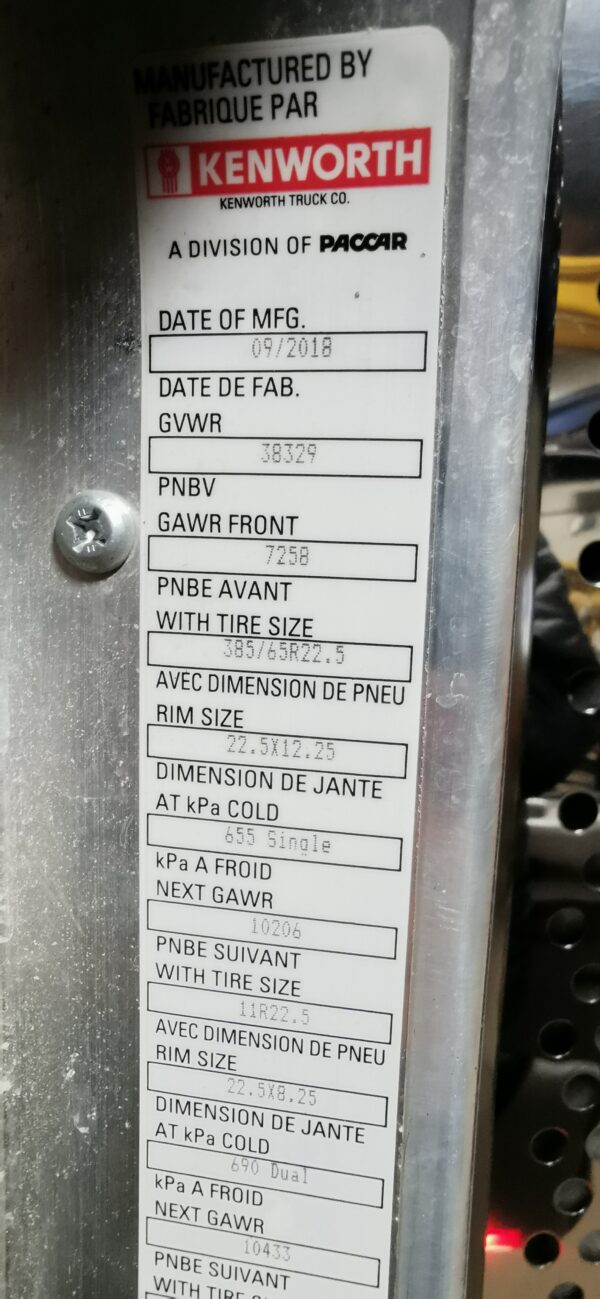 MANUFACTURED BY
FABRIQUE PAR
KENWORTH
KENWORTH TRUCK CO.
A DIVISION OF PACCAR
DATE OF MFG.
09/2018
DATE DE FAB.
GVWR
38329
PNBV
GAWR FRONT
7258
PNBE AVANT
WITH TIRE SIZE
385/65R22.5
AVEC DIMENSION DE PNEU
RIM SIZE
22.5X12.25
DIMENSION DE JANTE
AT kPa COLD
655 Single
kPa A FROID
NEXT GAWR
10206
PNBE SUIVANT
WITH TIRE SIZE
11R22.5
AVEC DIMENSION DE PNEU
RIM SIZE
22.5X8.25
DIMENSION DE JANTE
AT kPa COLD
690 Dual
kPa A FROID
NEXT GAWR
10433
PNBE SUIVANT
WITH TIRE